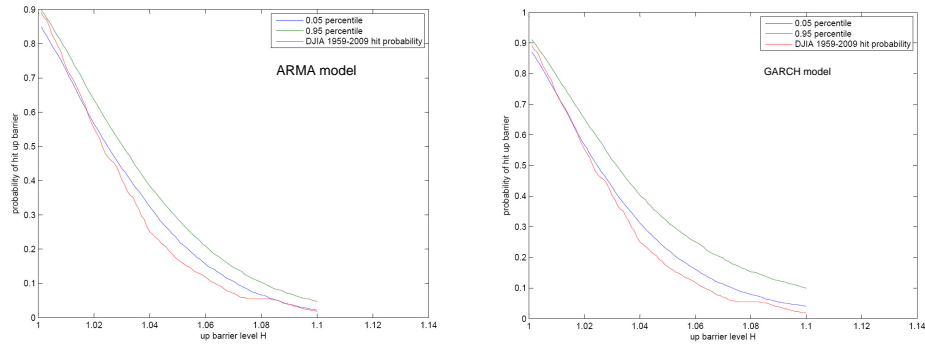 0.05 percentile
0.95 percentile
DJIA 1959-2009 hit probability
ARMA model
probability of hit up barrier
0.9
0.8
0.7
0.6
0.5
0.4
0.3
0.2
0.1
0
1 1.02 1.04 1.06 1.08 1.1 1.12 1.14
up barrier level H
0.05 percentile
0.95 percentile
DJIA 1959-2009 hit probability
GARCH model
probability of hit up barrier
1
0.9
0.8
0.7
0.6
0.5
0.4
0.3
0.2
0.1
0
1 1.02 1.04 1.06 1.08 1.1 1.12 1.14
up barrier level H